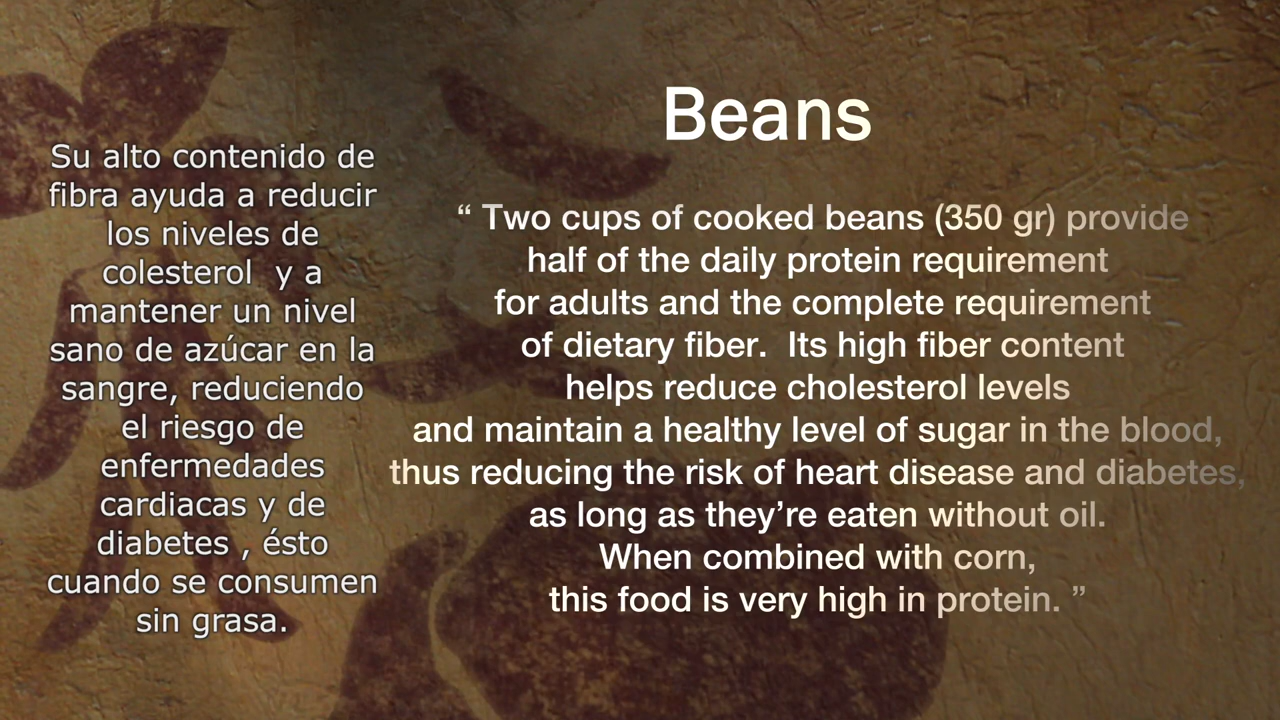 Su alto contenido de
fibra ayuda a reducir
los niveles de
colesterol  y a
mantener un nivel
sano de azúcar en la
sangre, reduciendo
el riesgo de
enfermedades
cardiacas y de
diabetes , ésto
cuando se consumen
sin grasa.
Beans
“ Two cups of cooked beans (350 gr) provide
half of the daily protein requirement
for adults and the complete requirement
of dietary fiber.  Its high fiber content
helps reduce cholesterol levels
and maintain a healthy level of sugar in the blood,
thus reducing the risk of heart disease and diabetes,
as long as they’re eaten without oil.
When combined with corn,
this food is very high in protein. ”